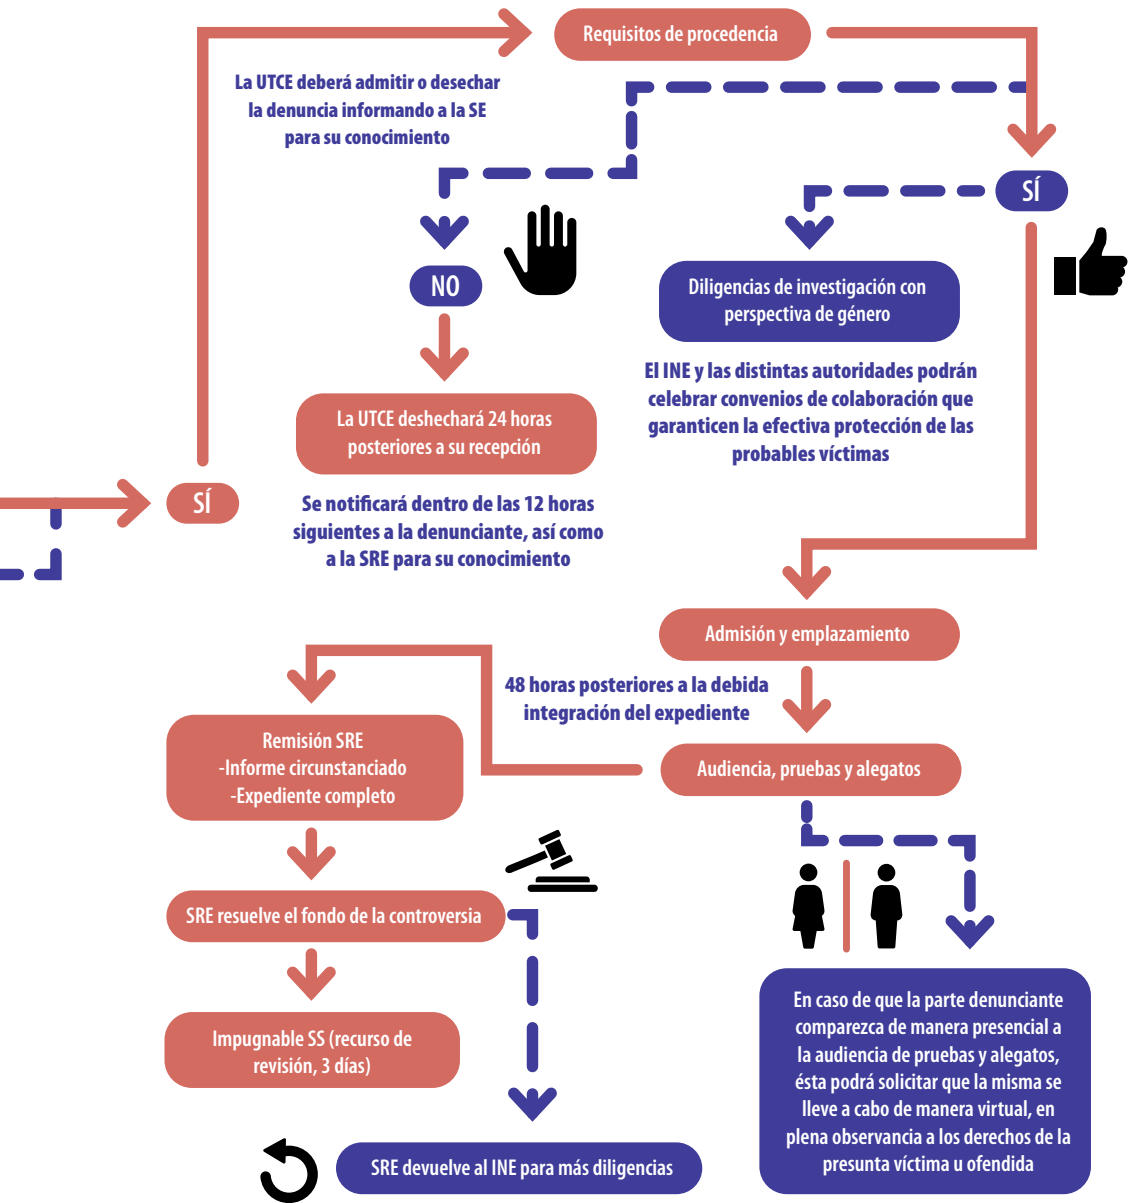 Requisitos de procedencia
La UTCE deberá admitir o desechar
la denuncia informando a la SE
para su conocimiento
SÍ
NO
Diligencias de investigación con
perspectiva de género
El INE y las distintas autoridades podrán
celebrar convenios de colaboración que
garanticen la efectiva protección de las
probables víctimas
La UTCE deshechará 24 horas
posteriores a su recepción
SÍ
Se notificará dentro de las 12 horas
siguientes a la denunciante, así como
a la SRE para su conocimiento
Admisión y emplazamiento
48 horas posteriores a la debida
integración del expediente
Audiencia, pruebas y alegatos
Remisión SRE
-Informe circunstanciado
-Expediente completo
SRE resuelve el fondo de la controversia
Impugnable SS (recurso de
revisión, 3 días)
En caso de que la parte denunciante
comparezca de manera presencial a
la audiencia de pruebas y alegatos,
ésta podrá solicitar que la misma se
lleve a cabo de manera virtual, en
plena observancia a los derechos de la
presunta víctima u ofendida
SRE devuelve al INE para más diligencias